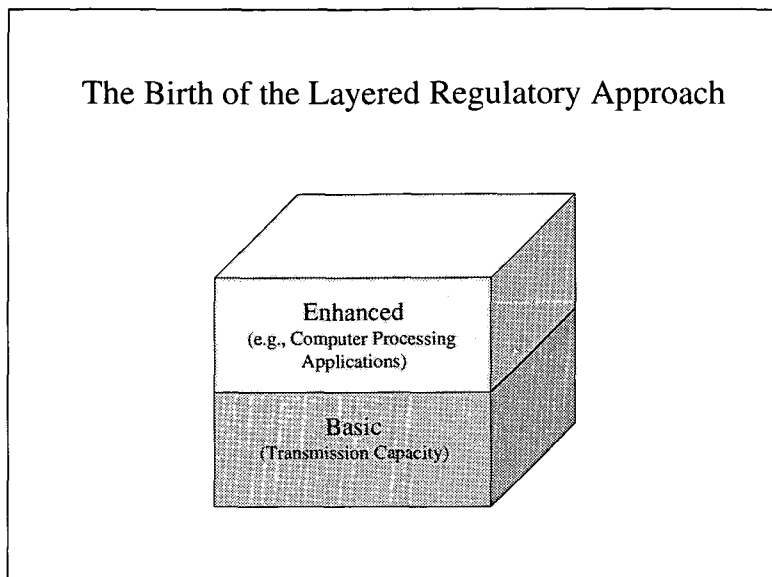 The Birth of the Layered Regulatory Approach
Enhanced
(e.g., Computer Processing
Applications)
Basic
(Transmission Capacity)